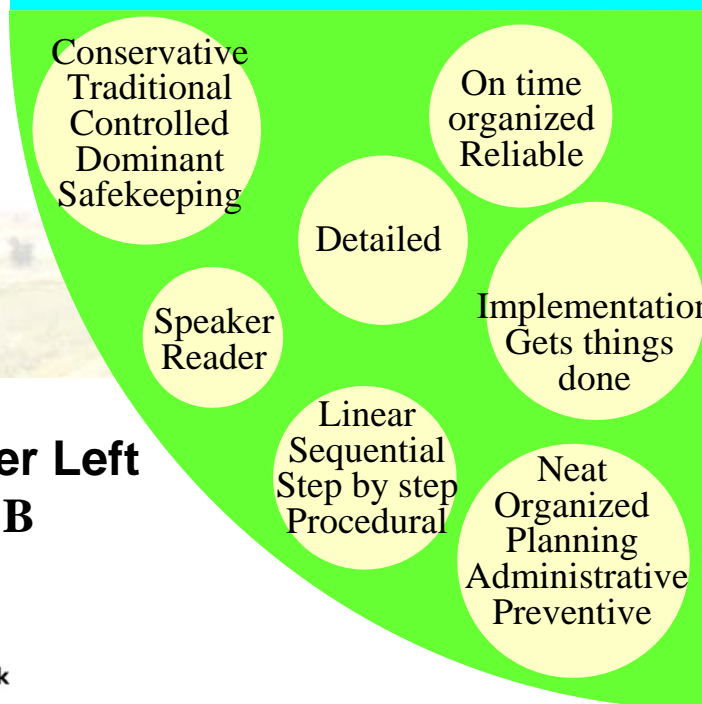 Conservative
Traditional
Controlled
Dominant
Safekeeping
On time
organized
Reliable
Detailed
Speaker
Reader
Implementation
Gets things
done
Linear
Sequential
Step by step
Procedural
Neat
Organized
Planning
Administrative
Preventive
er Left
B
k